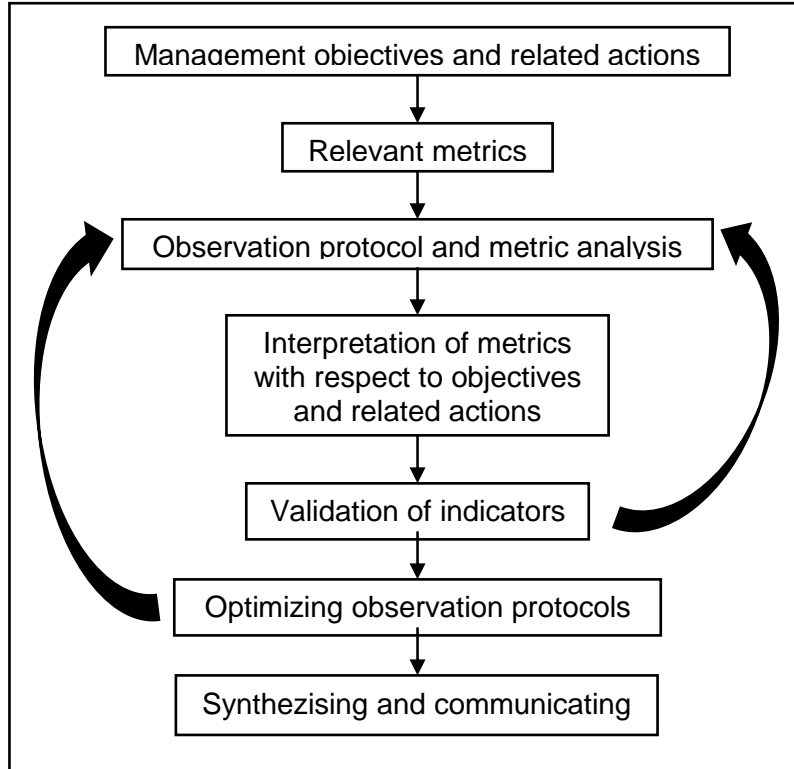 Management objectives and related actions
Relevant metrics
Observation protocol and metric analysis
Interpretation of metrics
with respect to objectives
and related actions
Validation of indicators
Optimizing observation protocols
Synthezising and communicating